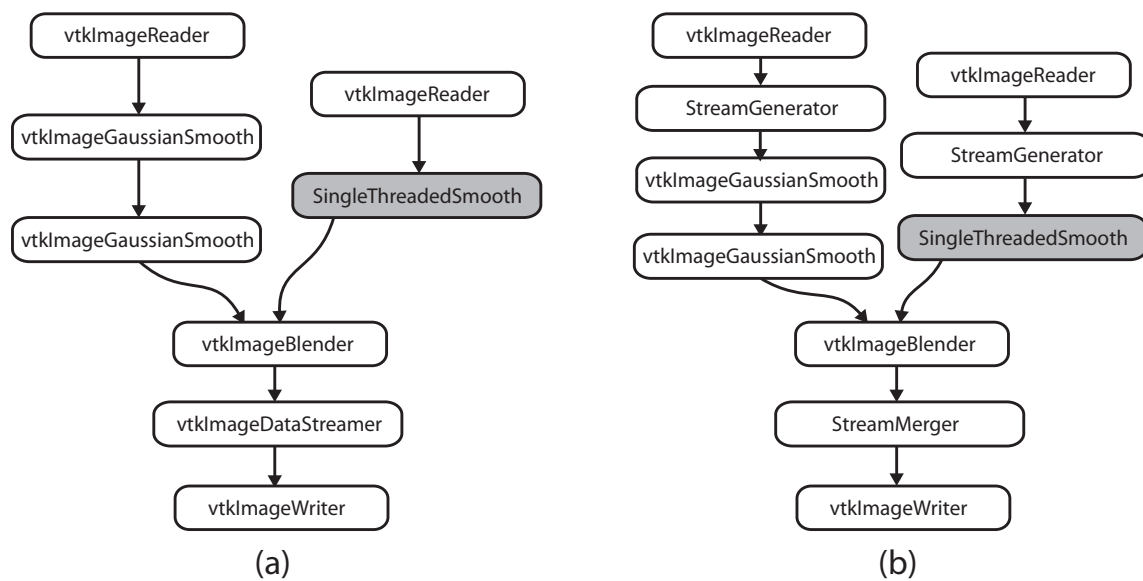 vtkImageReader
vtkImageReader
vtkImageGaussianSmooth
SingleThreadedSmooth
vtkImageGaussianSmooth
vtkImageBlender
vtkImageDataStreamer
vtkImageWriter
(a)
vtkImageReader
vtkImageReader
StreamGenerator
StreamGenerator
vtkImageGaussianSmooth
SingleThreadedSmooth
vtkImageGaussianSmooth
vtkImageBlender
StreamMerger
vtkImageWriter
(b)